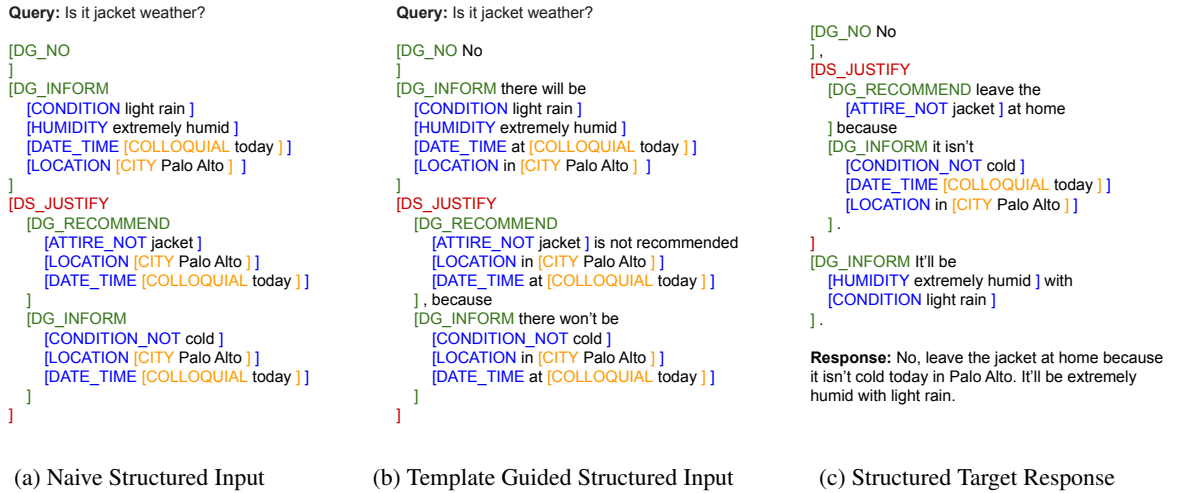 Query: Is it jacket weather?
[DG_NO
]
[DG_INFORM
[CONDITION light rain ]
[HUMIDITY extremely humid ]
[DATE_TIME [COLLOQUIAL today ] ]
[LOCATION [CITY Palo Alto ] ]
]
[DS_JUSTIFY
[DG_RECOMMEND
[ATTIRE_NOT jacket ]
[LOCATION [CITY Palo Alto ] ]
[DATE_TIME [COLLOQUIAL today ] ]
]
[DG_INFORM
[CONDITION_NOT cold ]
[LOCATION [CITY Palo Alto ] ]
[DATE_TIME [COLLOQUIAL today ] ]
]
]
(a) Naive Structured Input
Query: Is it jacket weather?
[DG_NO No
]
[DG_INFORM there will be
[CONDITION light rain ]
[HUMIDITY extremely humid ]
[DATE_TIME at [COLLOQUIAL today ] ]
[LOCATION in [CITY Palo Alto ] ]
]
[DS_JUSTIFY
[DG_RECOMMEND
[ATTIRE_NOT jacket ] is not recommended
[LOCATION in [CITY Palo Alto ] ]
[DATE_TIME at [COLLOQUIAL today ] ]
] , because
[DG_INFORM there won't be
[CONDITION_NOT cold ]
[LOCATION in [CITY Palo Alto ] ]
[DATE_TIME at [COLLOQUIAL today ] ]
]
]
(b) Template Guided Structured Input
[DG_NO No
] ,
[DS_JUSTIFY
[DG_RECOMMEND leave the
[ATTIRE_NOT jacket ] at home
] because
[DG_INFORM it isn't
[CONDITION_NOT cold ]
[DATE_TIME [COLLOQUIAL today ] ]
[LOCATION in [CITY Palo Alto ] ]
] .
]
[DG_INFORM It'll be
[HUMIDITY extremely humid ] with
[CONDITION light rain ]
] .
Response: No, leave the jacket at home because
it isn't cold today in Palo Alto. It'll be extremely
humid with light rain.
(c) Structured Target Response